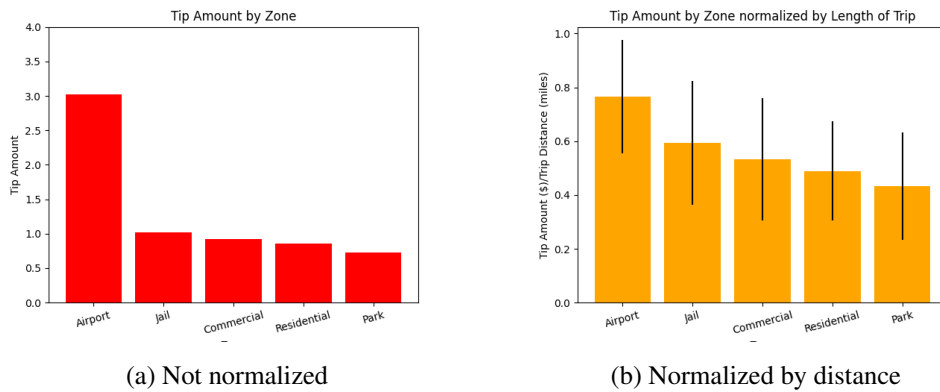 Tip Amount by Zone
4.0
3.5
3.0
2.5
2.0
1.5
1.0
0.5
0.0
Tip Amount
Airport
Jail
Commercial
Residential
Park
(a) Not normalized
Tip Amount by Zone normalized by Length of Trip
1.0
0.8
0.6
0.4
0.2
0.0
Tip Amount ($)/Trip Distance (miles)
Airport
Jail
Commercial
Residential
Park
(b) Normalized by distance